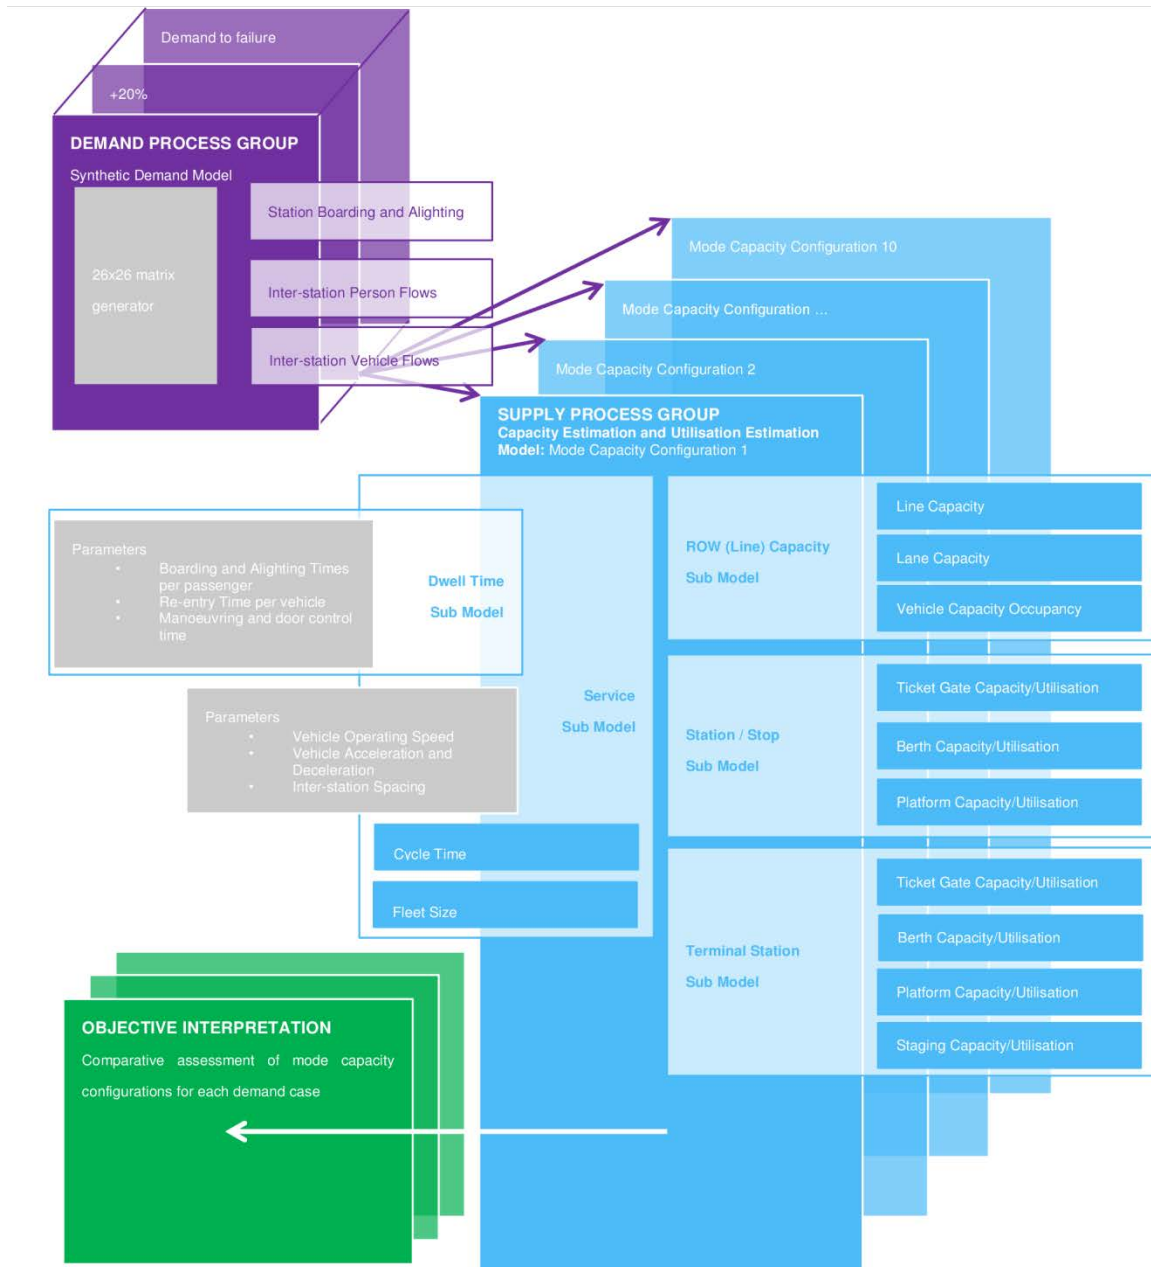 Demand to failure
+20%
DEMAND PROCESS GROUP
Synthetic Demand Model
26x26 matrix
generator
Station Boarding and Alighting
Inter-station Person Flows
Inter-station Vehicle Flows
Mode Capacity Configuration 10
Mode Capacity Configuration ...
Mode Capacity Configuration 2
SUPPLY PROCESS GROUP
Capacity Estimation and Utilisation Estimation
Model: Mode Capacity Configuration 1
Parameters
• Boarding and Alighting Times
per passenger
• Re-entry Time per vehicle
• Manoeuvring and door control
time
Dwell Time
Sub Model
Parameters
• Vehicle Operating Speed
• Vehicle Acceleration and
Deceleration
• Inter-station Spacing
Service
Sub Model
Cycle Time
Fleet Size
ROW (Line) Capacity
Sub Model
Line Capacity
Lane Capacity
Vehicle Capacity Occupancy
Station / Stop
Sub Model
Ticket Gate Capacity/Utilisation
Berth Capacity/Utilisation
Platform Capacity/Utilisation
Terminal Station
Sub Model
Ticket Gate Capacity/Utilisation
Berth Capacity/Utilisation
Platform Capacity/Utilisation
Staging Capacity/Utilisation
OBJECTIVE INTERPRETATION
Comparative assessment of mode capacity
configurations for each demand case